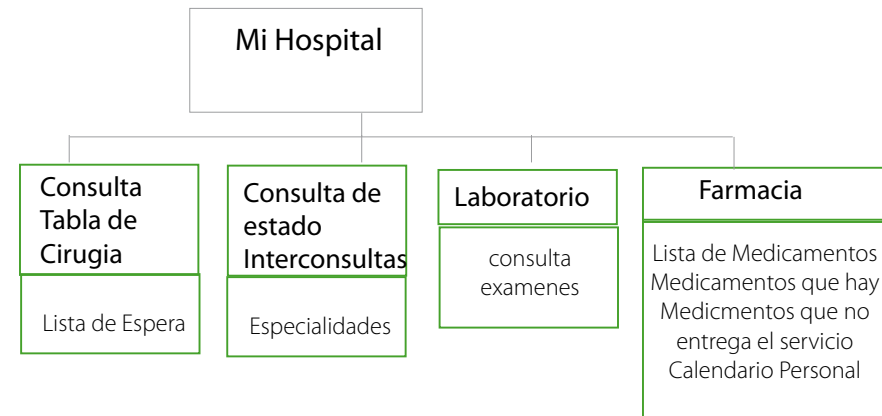 Mi Hospital
Consulta
Tabla de
Cirugia
Lista de Espera
Consulta de
estado
Interconsultas
Especialidades
Laboratorio
consulta
examenes
Farmacia
Lista de Medicamentos
Medicamentos que hay
Medicmentos que no
entrega el servicio
Calendario Personal